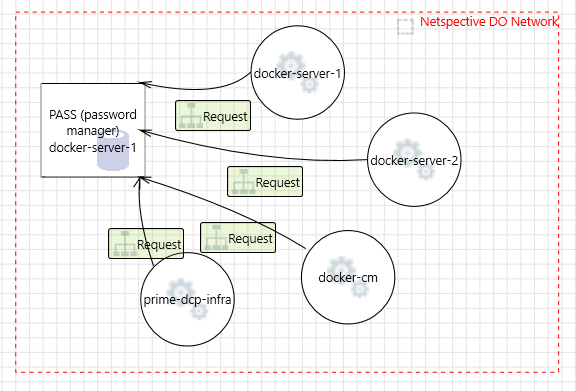 Netspective DO Network
docker-server-1
PASS (password
manager)
docker-server-1
Request
docker-server-2
Request
Request
Request
docker-cm
prime-dcp-infra